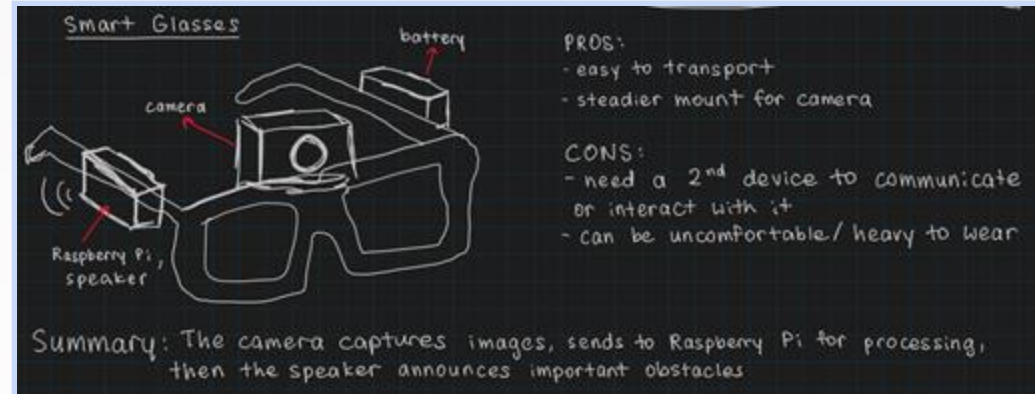 Smart Glasses
battery
camera
Raspberry Pi,
speaker
PROS:
- easy to transport
- steadier mount for camera
CONS:
- need a 2nd device to communicate
or interact with it
- can be uncomfortable/ heavy to wear
Summary: The camera captures images, sends to Raspberry Pi for processing,
then the speaker announces important obstacles